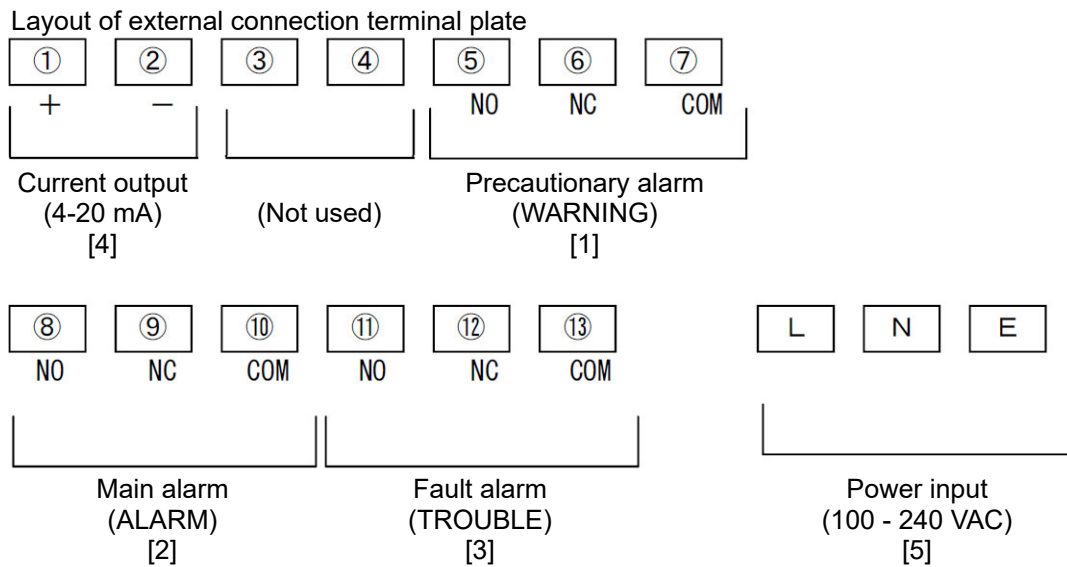 Layout of external connection terminal plate
① ② ③ ④ ⑤ ⑥ ⑦
+ − NO NC COM
Current output (Not used) Precautionary alarm
(4-20 mA) (WARNING)
[4] [1]
⑧ ⑨ ⑩ ⑪ ⑫ ⑬ L N E
NO NC COM NO NC COM
Main alarm Fault alarm Power input
(ALARM) (TROUBLE) (100 - 240 VAC)
[2] [3] [5]